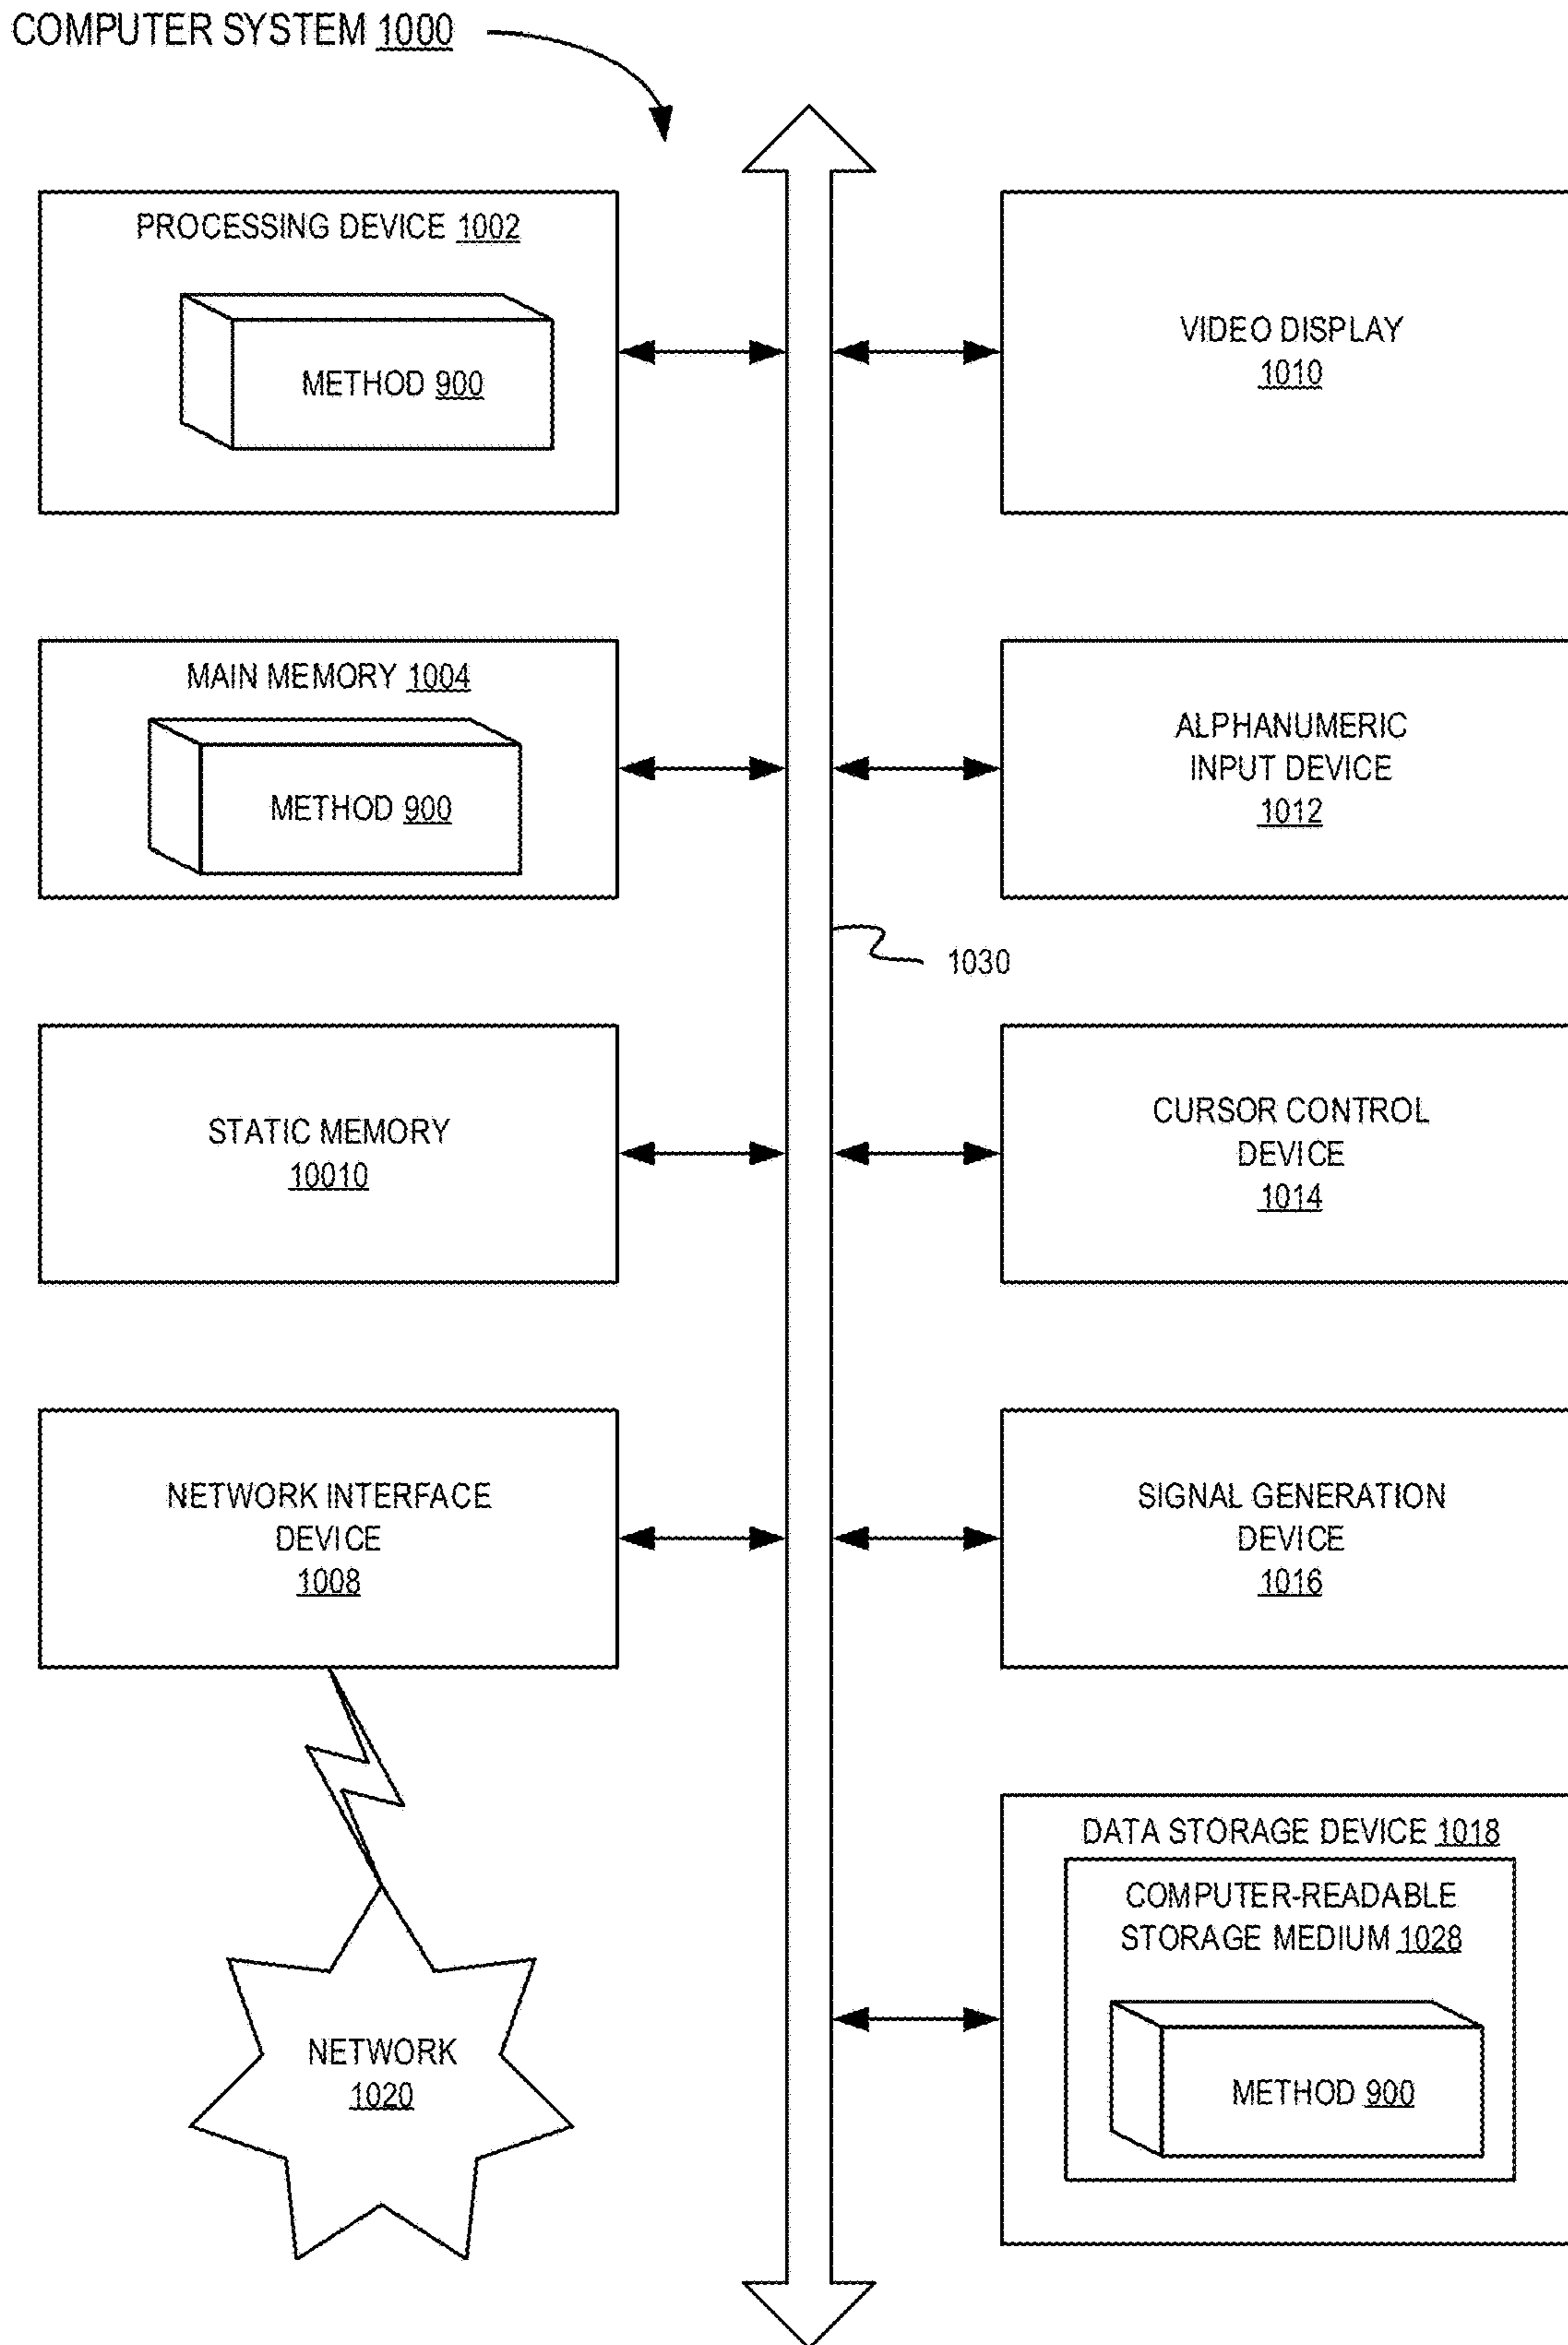 COMPUTER SYSTEM 1000
PROCESSING DEVICE 1002
METHOD 900
VIDEO DISPLAY
1010
MAIN MEMORY 1004
METHOD 900
ALPHANUMERIC
INPUT DEVICE
1012
1030
STATIC MEMORY
10010
CURSOR CONTROL
DEVICE
1014
NETWORK INTERFACE
DEVICE
1008
SIGNAL GENERATION
DEVICE
1016
DATA STORAGE DEVICE 1018
COMPUTER-READABLE
STORAGE MEDIUM 1028
METHOD 900
NETWORK
1020